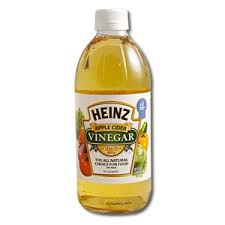 HEINZ
APPLE CIDER
VINEGAR
THE ALL NATURAL
CHOICE FOR FOOD